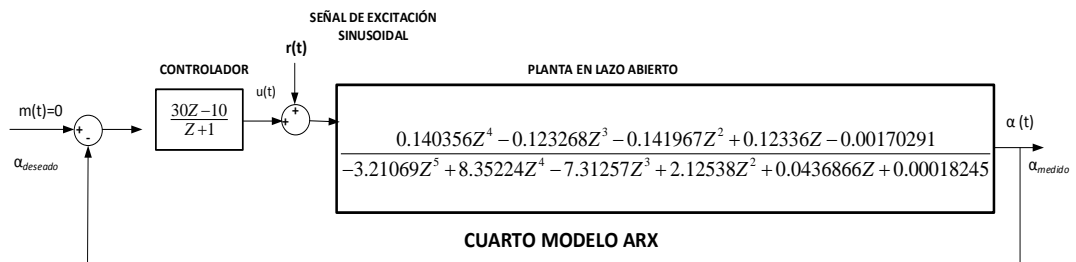 SEÑAL DE EXCITACIÓN
SINUSOIDAL
r(t)
CONTROLADOR
PLANTA EN LAZO ABIERTO
m(t)=0
u(t)
+
-
30Z−10
Z+1
+
+
0.140356Z⁴ − 0.123268Z³ − 0.141967Z² + 0.12336Z − 0.00170291
−3.21069Z⁵ + 8.35224Z⁴ − 7.31257Z³ + 2.12538Z² + 0.0436866Z + 0.00018245
α (t)
α_deseado
α_medido
CUARTO MODELO ARX